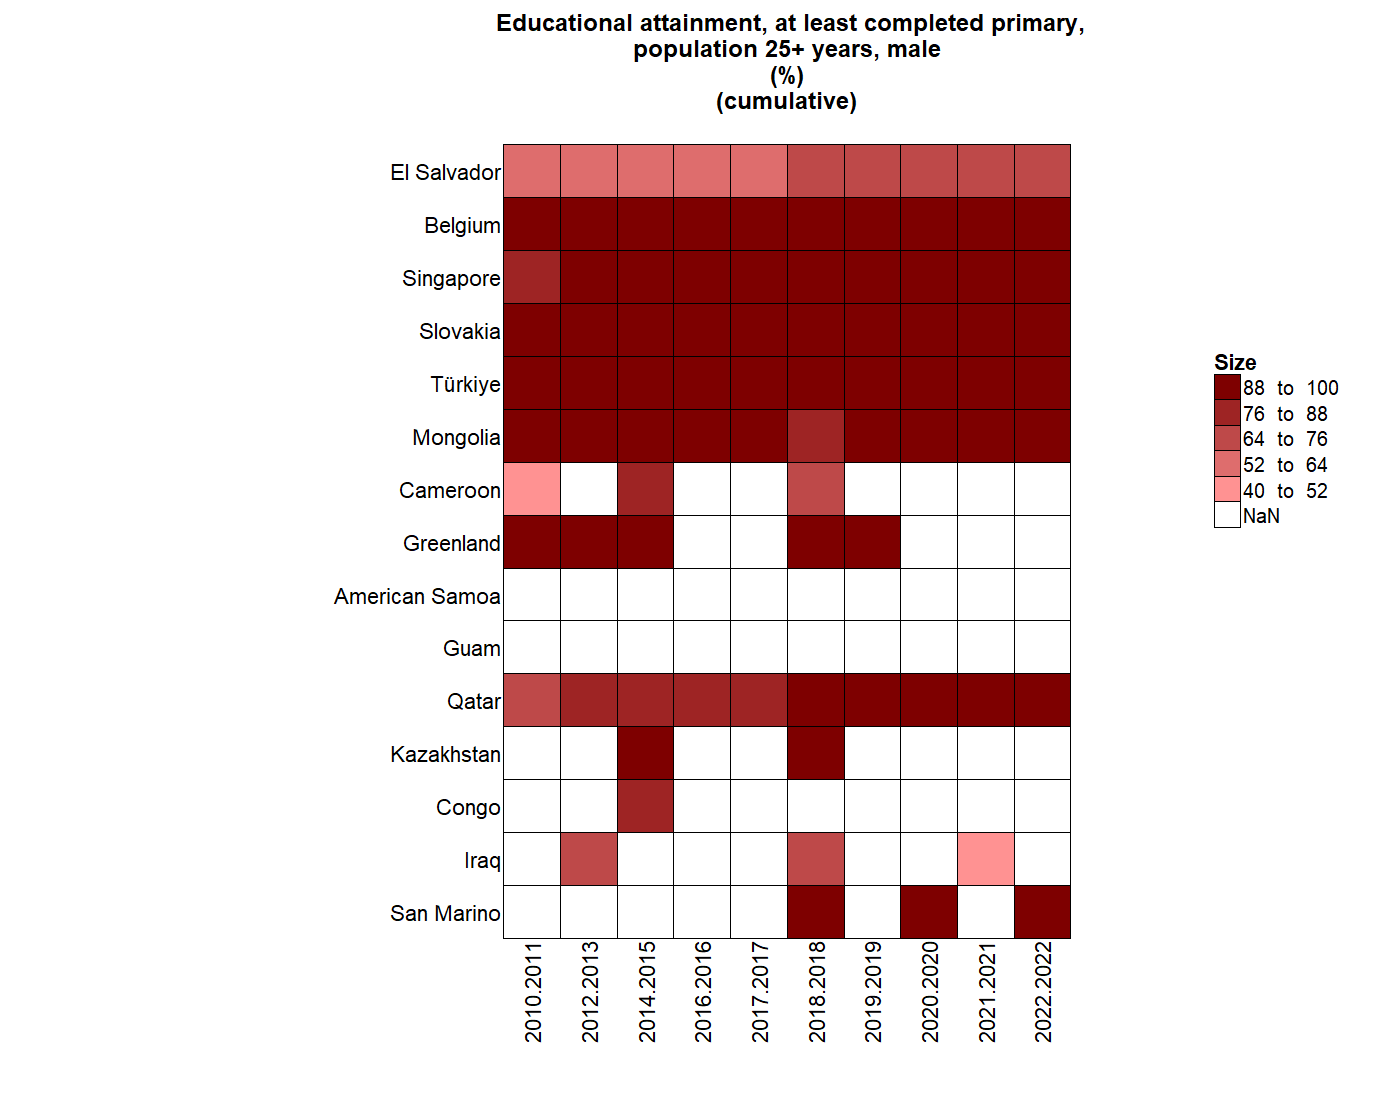 Educational attainment, at least completed primary,
population 25+ years, male
(%)
(cumulative)
El Salvador
Belgium
Singapore
Slovakia
Türkiye
Mongolia
Cameroon
Greenland
American Samoa
Guam
Qatar
Kazakhstan
Congo
Iraq
San Marino
2010.2011
2012.2013
2014.2015
2016.2016
2017.2017
2018.2018
2019.2019
2020.2020
2021.2021
2022.2022
Size
88 to 100
76 to 88
64 to 76
52 to 64
40 to 52
NaN